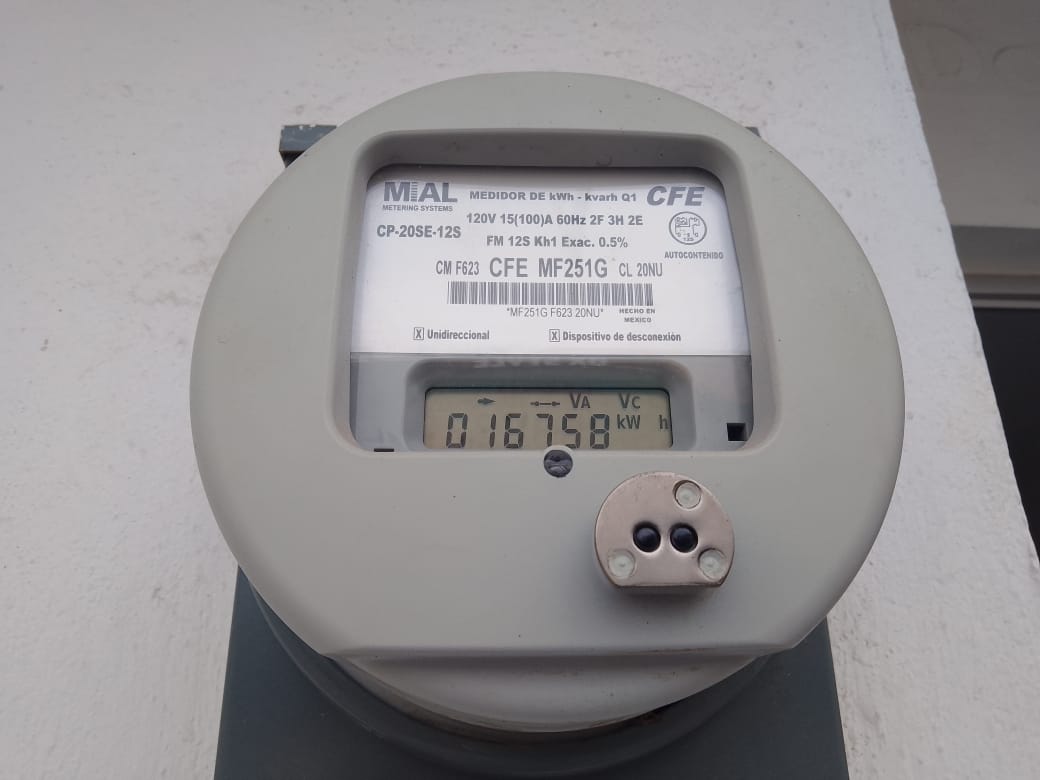 MIAL
METERING SYSTEMS
MEDIDOR DE kWh - kvarh Q1
CFE
120V 15(100)A 60Hz 2F 3H 2E
CP-20SE-12S
FM 12S Kh1 Exac. 0.5%
AUTOCONTENIDO
CM F623 CFE MF251G CL 20NU
*MF251G F623 20NU*
HECHO EN
MEXICO
X Unidireccional
X Dispositivo de desconexión
VA VC
016758 kW h